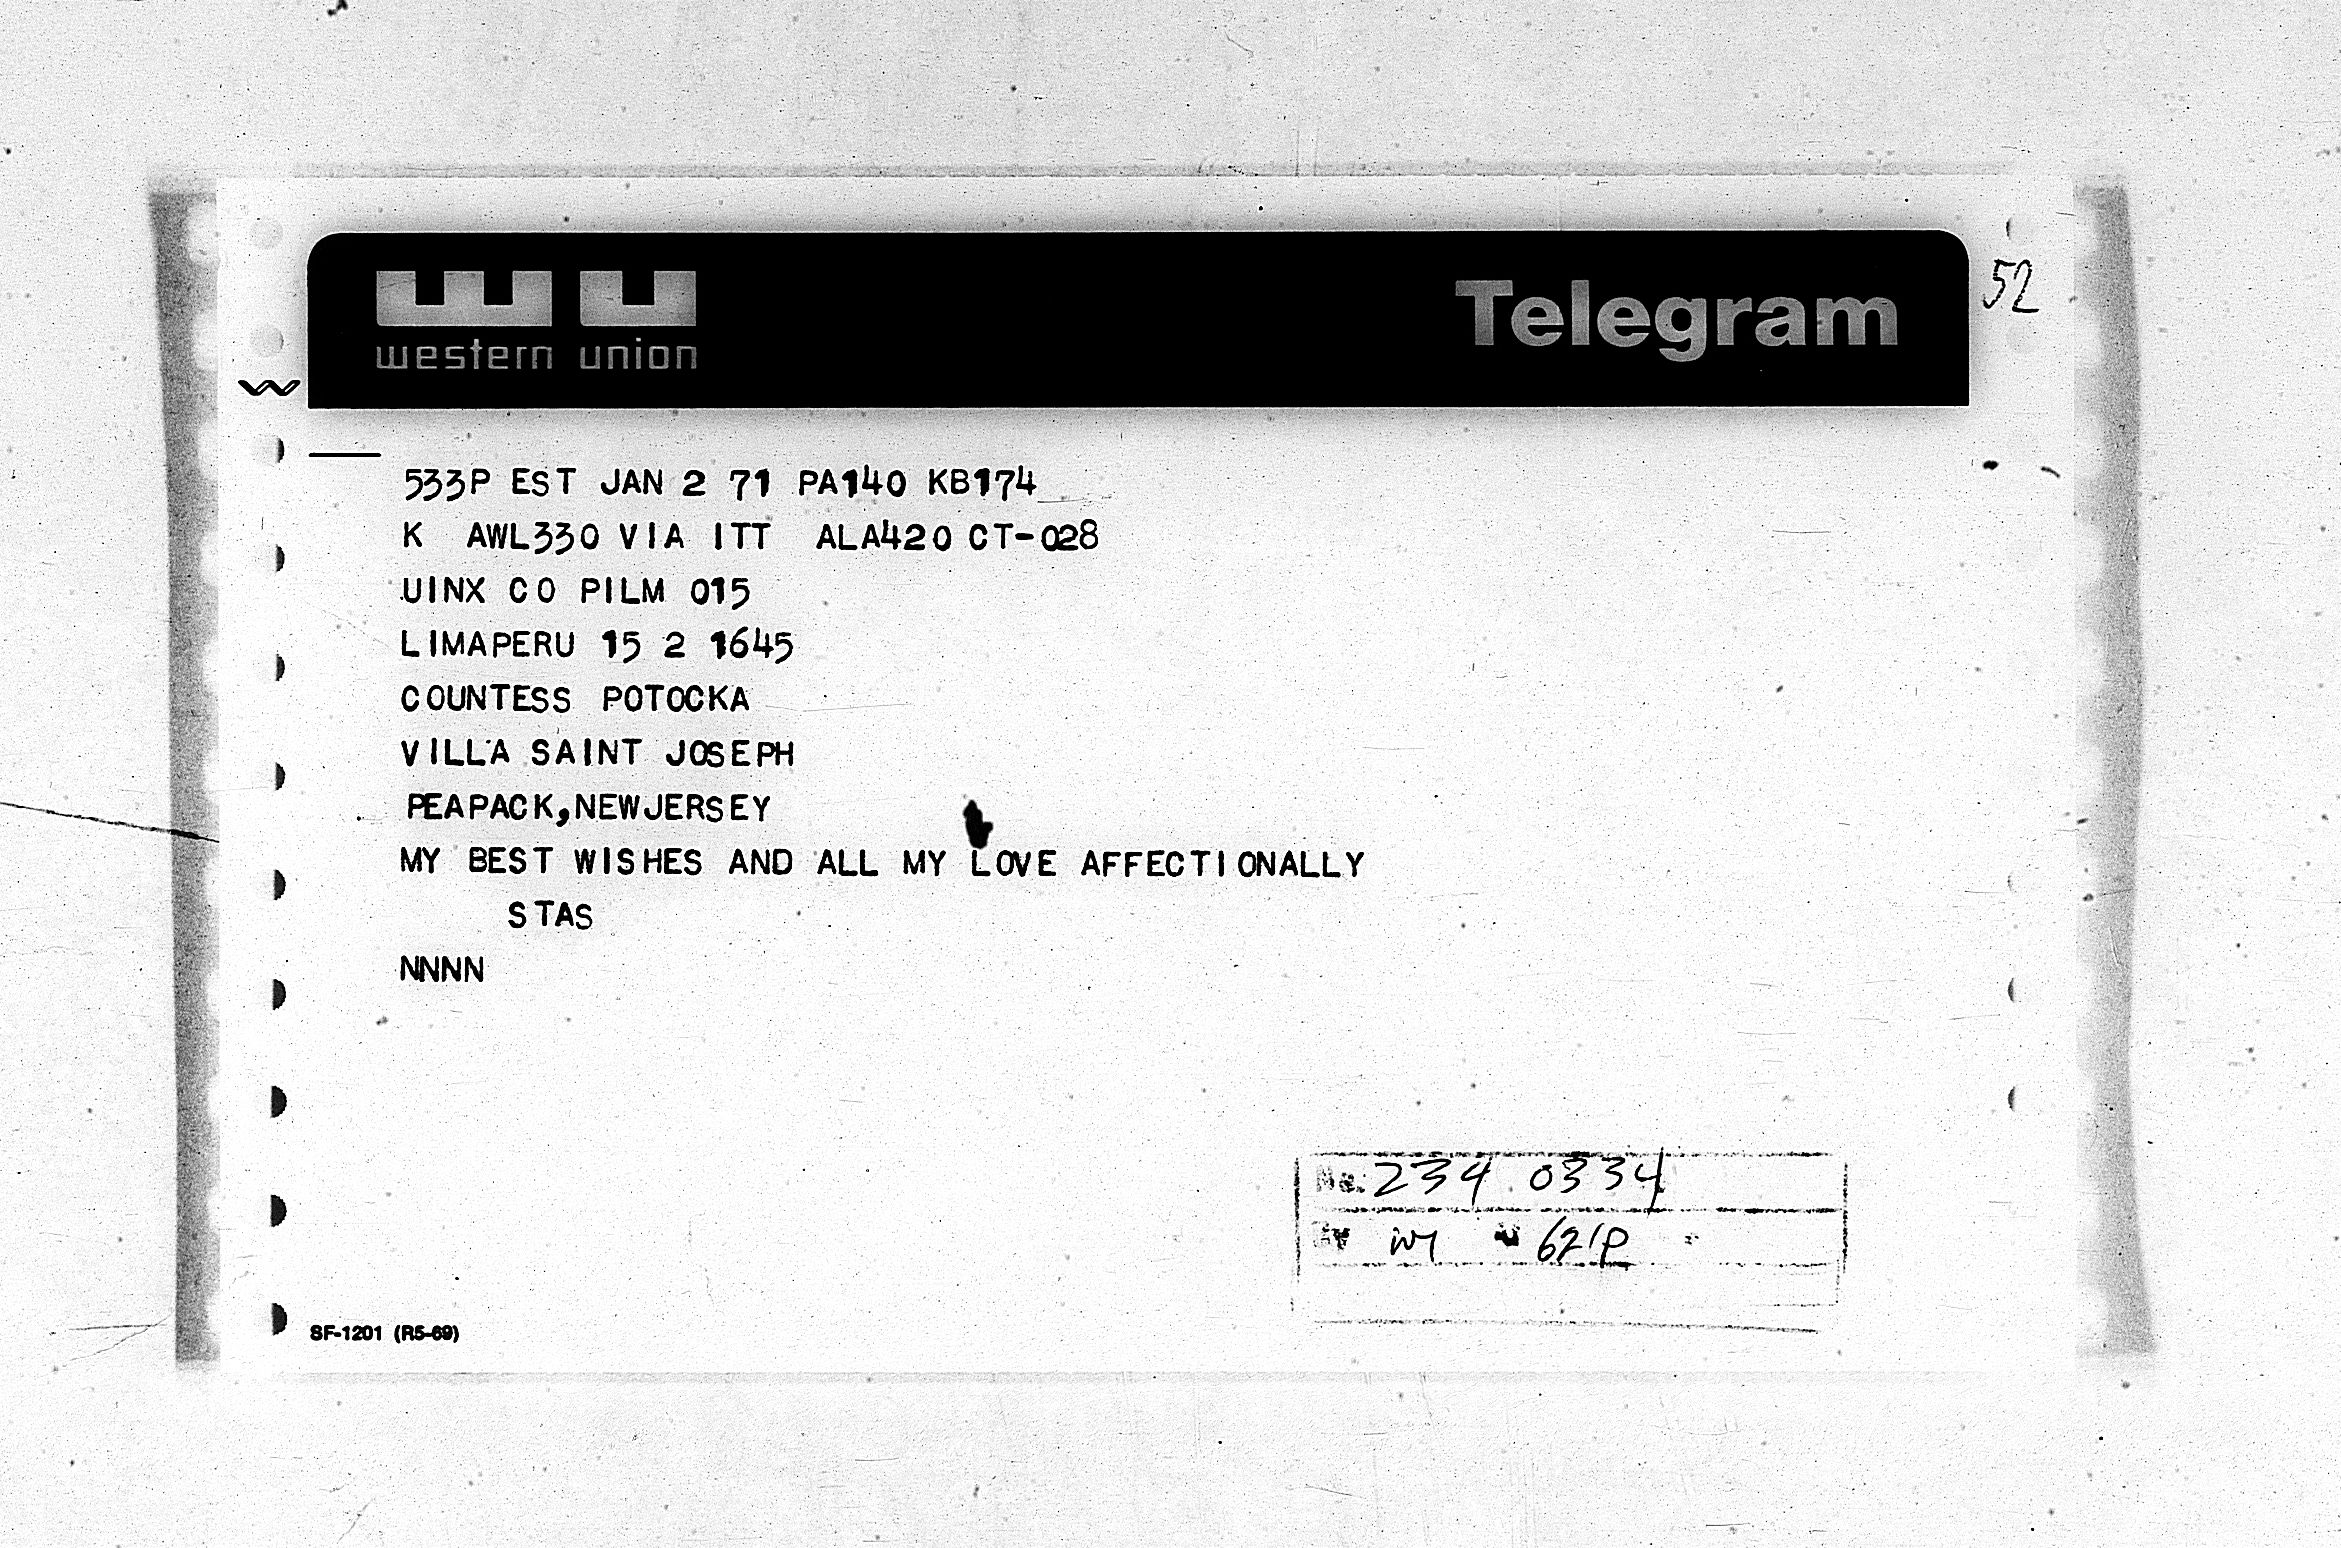 western union
Telegram
52
533P EST JAN 2 71 PA140 KB174
K AWL330 VIA ITT ALA420 CT-028
UINX CO PILM 015
LIMAPERU 15 2 1645
COUNTESS POTOCKA
VILLA SAINT JOSEPH
PEAPACK,NEWJERSEY
MY BEST WISHES AND ALL MY LOVE AFFECTIONALLY
STAS
NNNN
No. 234 0334
621P
SF-1201 (R5-69)